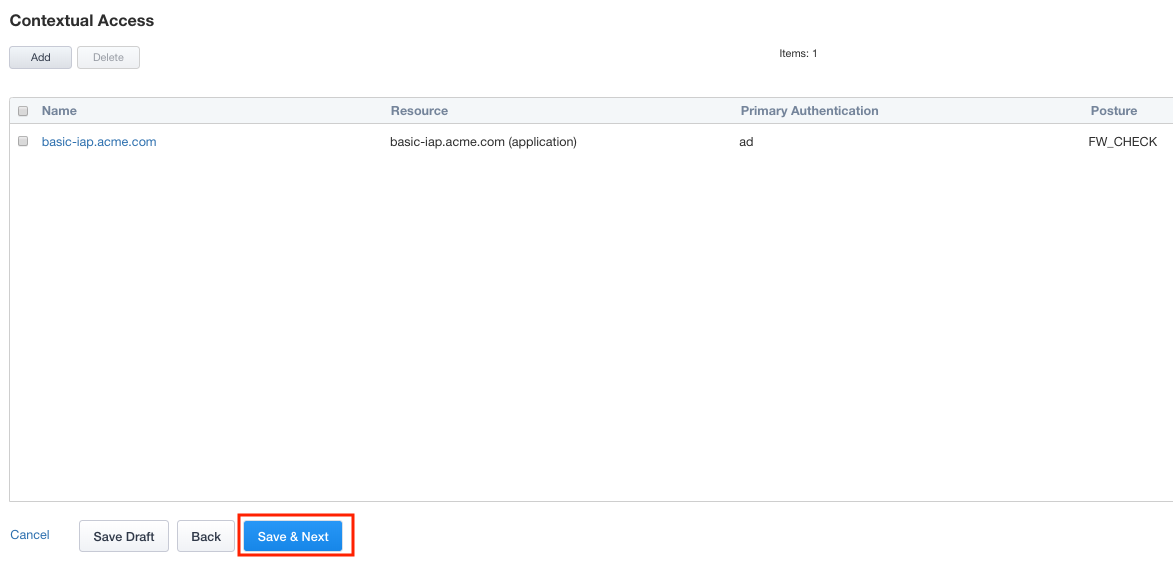 Contextual Access
Add Delete Items: 1
Name Resource Primary Authentication Posture
basic-iap.acme.com basic-iap.acme.com (application) ad FW_CHECK
Cancel Save Draft Back Save & Next